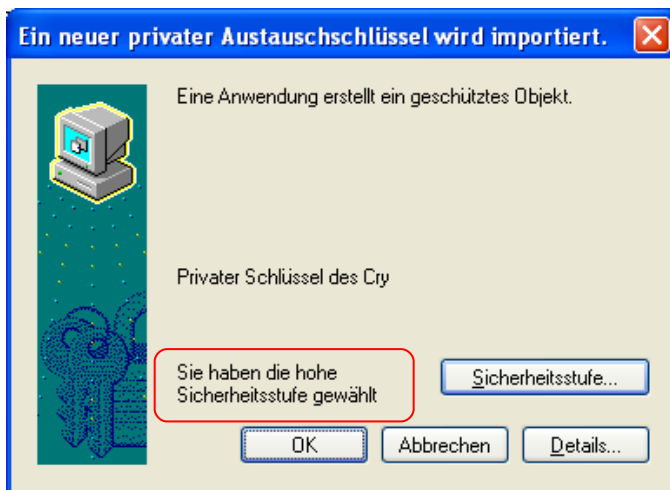 Ein neuer privater Austauschschlüssel wird importiert.
Eine Anwendung erstellt ein geschütztes Objekt.
Privater Schlüssel des Cry
Sie haben die hohe
Sicherheitsstufe gewählt
Sicherheitsstufe...
OK
Abbrechen
Details...